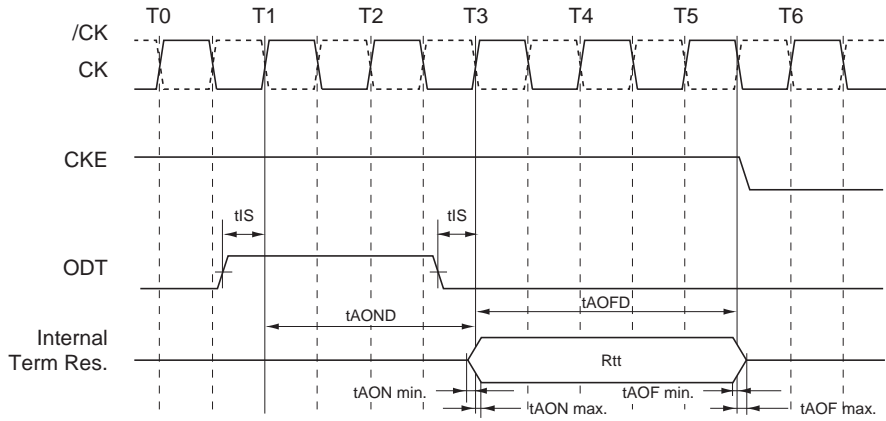 T0 T1 T2 T3 T4 T5 T6
/CK
CK
CKE
tIS tIS
ODT
tAOND tAOFD
Internal
Term Res.
Rtt
tAON min. tAOF min.
tAON max. tAOF max.